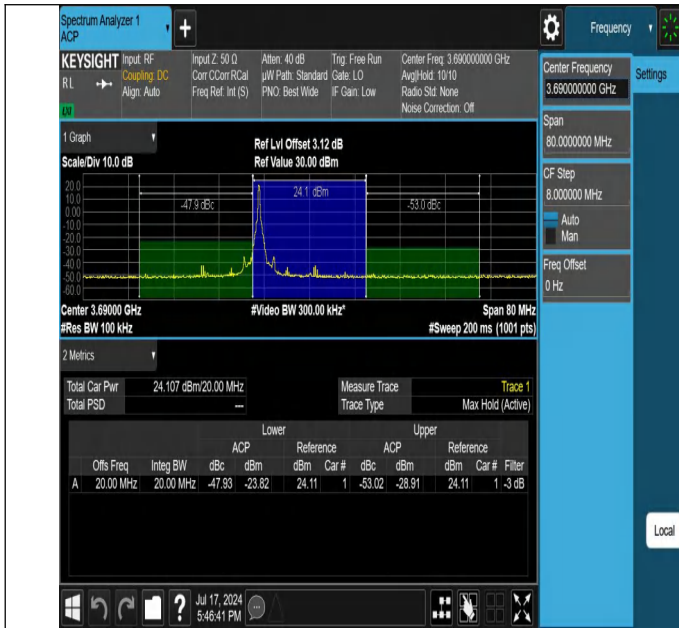 Spectrum Analyzer 1
ACP
+
Frequency
KEYSIGHT
RL
Input: RF
Coupling: DC
Align: Auto
Input Z: 50 Ω
Corr CCorr RCal
Freq Ref: Int (S)
Atten: 40 dB
µW Path: Standard
PNO: Best Wide
Trig: Free Run
Gate: LO
IF Gain: Low
Center Freq: 3.690000000 GHz
Avg|Hold: 10/10
Radio Std: None
Noise Correction: Off
Center Frequency
3.690000000 GHz
Settings
Span
80.0000000 MHz
CF Step
8.000000 MHz
Auto
Man
Freq Offset
0 Hz
1 Graph
Scale/Div 10.0 dB
Ref Lvl Offset 3.12 dB
Ref Value 30.00 dBm
20.0
10.0
0.00
-10.0
-20.0
-30.0
-40.0
-50.0
-60.0
-47.9 dBc
24.1 dBm
-53.0 dBc
Center 3.69000 GHz
#Video BW 300.00 kHz*
Span 80 MHz
#Res BW 100 kHz
#Sweep 200 ms (1001 pts)
2 Metrics
Total Car Pwr 24.107 dBm/20.00 MHz
Total PSD ---
Measure Trace Trace 1
Trace Type Max Hold (Active)
Lower Upper
ACP Reference ACP Reference
Offs Freq Integ BW dBc dBm dBm Car # dBc dBm dBm Car # Filter
A 20.00 MHz 20.00 MHz -47.93 -23.82 24.11 1 -53.02 -28.91 24.11 1 -3 dB
Local
?
Jul 17, 2024
5:46:41 PM